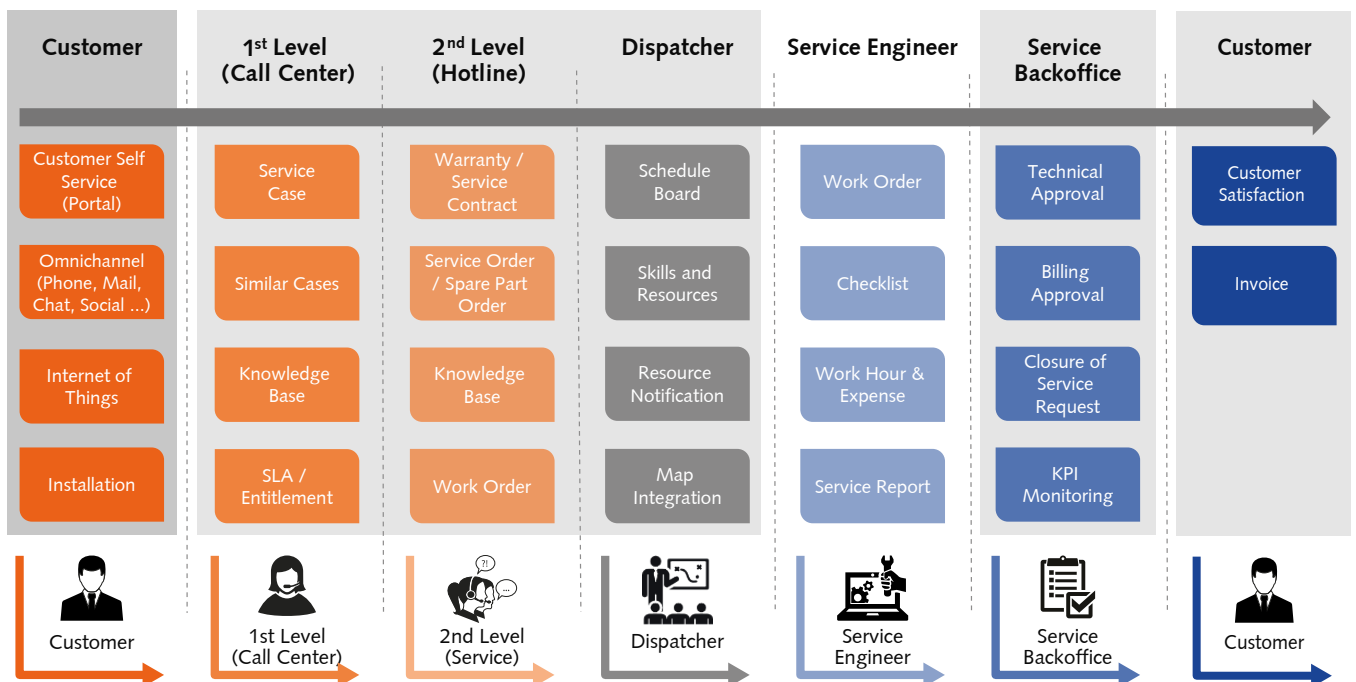 Customer
1st Level
(Call Center)
2nd Level
(Hotline)
Dispatcher
Service Engineer
Service
Backoffice
Customer
Customer Self
Service
(Portal)
Omnichannel
(Phone, Mail,
Chat, Social ...)
Internet of
Things
Installation
Service
Case
Similar Cases
Knowledge
Base
SLA /
Entitlement
Warranty /
Service
Contract
Service Order
/ Spare Part
Order
Knowledge
Base
Work Order
Schedule
Board
Skills and
Resources
Resource
Notification
Map
Integration
Work Order
Checklist
Work Hour &
Expense
Service Report
Technical
Approval
Billing
Approval
Closure of
Service
Request
KPI
Monitoring
Customer
Satisfaction
Invoice
Customer
1st Level
(Call Center)
?!
...
2nd Level
(Service)
Dispatcher
Service
Engineer
Service
Backoffice
Customer